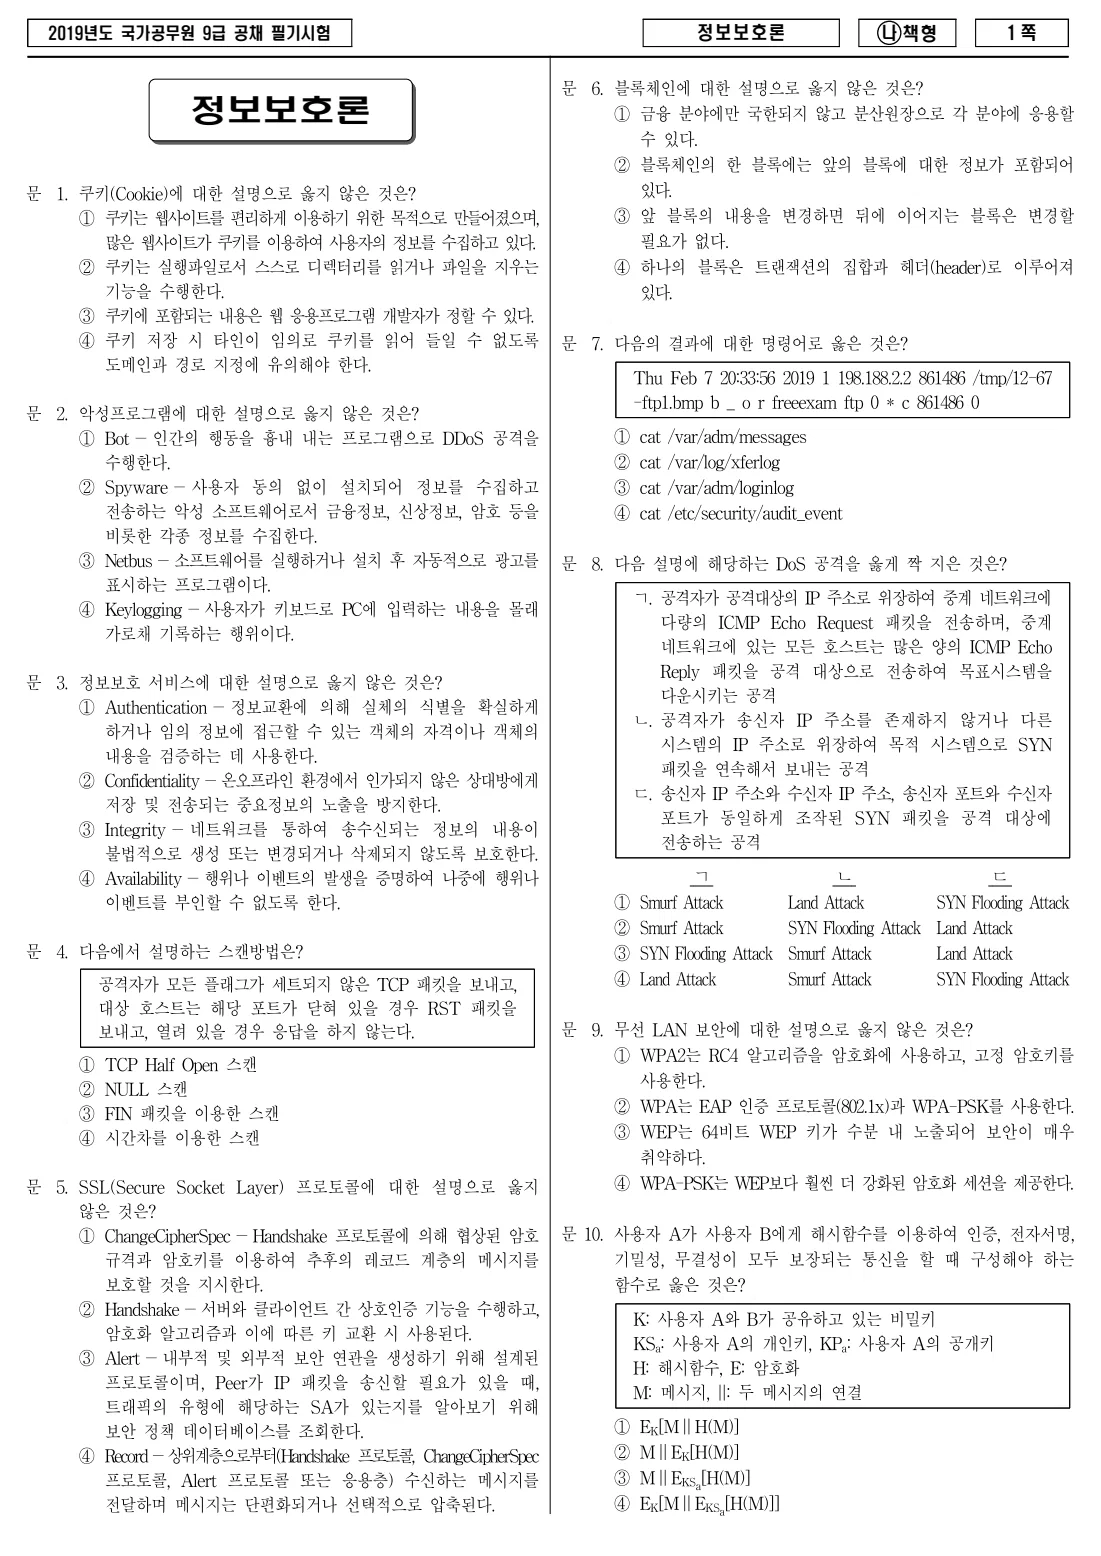 2019년도 국가공무원 9급 공채 필기시험
정보보호론
㉯책형
1쪽
정보보호론
문 1. 쿠키(Cookie)에 대한 설명으로 옳지 않은 것은?
① 쿠키는 웹사이트를 편리하게 이용하기 위한 목적으로 만들어졌으며,
많은 웹사이트가 쿠키를 이용하여 사용자의 정보를 수집하고 있다.
② 쿠키는 실행파일로서 스스로 디렉터리를 읽거나 파일을 지우는
기능을 수행한다.
③ 쿠키에 포함되는 내용은 웹 응용프로그램 개발자가 정할 수 있다.
④ 쿠키 저장 시 타인이 임의로 쿠키를 읽어 들일 수 없도록
도메인과 경로 지정에 유의해야 한다.
문 2. 악성프로그램에 대한 설명으로 옳지 않은 것은?
① Bot – 인간의 행동을 흉내 내는 프로그램으로 DDoS 공격을
수행한다.
② Spyware – 사용자 동의 없이 설치되어 정보를 수집하고
전송하는 악성 소프트웨어로서 금융정보, 신상정보, 암호 등을
비롯한 각종 정보를 수집한다.
③ Netbus – 소프트웨어를 실행하거나 설치 후 자동적으로 광고를
표시하는 프로그램이다.
④ Keylogging – 사용자가 키보드로 PC에 입력하는 내용을 몰래
가로채 기록하는 행위이다.
문 3. 정보보호 서비스에 대한 설명으로 옳지 않은 것은?
① Authentication – 정보교환에 의해 실체의 식별을 확실하게
하거나 임의 정보에 접근할 수 있는 객체의 자격이나 객체의
내용을 검증하는 데 사용한다.
② Confidentiality – 온오프라인 환경에서 인가되지 않은 상대방에게
저장 및 전송되는 중요정보의 노출을 방지한다.
③ Integrity – 네트워크를 통하여 송수신되는 정보의 내용이
불법적으로 생성 또는 변경되거나 삭제되지 않도록 보호한다.
④ Availability – 행위나 이벤트의 발생을 증명하여 나중에 행위나
이벤트를 부인할 수 없도록 한다.
문 4. 다음에서 설명하는 스캔방법은?
공격자가 모든 플래그가 세트되지 않은 TCP 패킷을 보내고,
대상 호스트는 해당 포트가 닫혀 있을 경우 RST 패킷을
보내고, 열려 있을 경우 응답을 하지 않는다.
① TCP Half Open 스캔
② NULL 스캔
③ FIN 패킷을 이용한 스캔
④ 시간차를 이용한 스캔
문 5. SSL(Secure Socket Layer) 프로토콜에 대한 설명으로 옳지
않은 것은?
① ChangeCipherSpec – Handshake 프로토콜에 의해 협상된 암호
규격과 암호키를 이용하여 추후의 레코드 계층의 메시지를
보호할 것을 지시한다.
② Handshake – 서버와 클라이언트 간 상호인증 기능을 수행하고,
암호화 알고리즘과 이에 따른 키 교환 시 사용된다.
③ Alert – 내부적 및 외부적 보안 연관을 생성하기 위해 설계된
프로토콜이며, Peer가 IP 패킷을 송신할 필요가 있을 때,
트래픽의 유형에 해당하는 SA가 있는지를 알아보기 위해
보안 정책 데이터베이스를 조회한다.
④ Record – 상위계층으로부터(Handshake 프로토콜, ChangeCipherSpec
프로토콜, Alert 프로토콜 또는 응용층) 수신하는 메시지를
전달하며 메시지는 단편화되거나 선택적으로 압축된다.
문 6. 블록체인에 대한 설명으로 옳지 않은 것은?
① 금융 분야에만 국한되지 않고 분산원장으로 각 분야에 응용할
수 있다.
② 블록체인의 한 블록에는 앞의 블록에 대한 정보가 포함되어
있다.
③ 앞 블록의 내용을 변경하면 뒤에 이어지는 블록은 변경할
필요가 없다.
④ 하나의 블록은 트랜잭션의 집합과 헤더(header)로 이루어져
있다.
문 7. 다음의 결과에 대한 명령어로 옳은 것은?
Thu Feb 7 20:33:56 2019 1 198.188.2.2 861486 /tmp/12-67
-ftp1.bmp b _ o r freeexam ftp 0 * c 861486 0
① cat /var/adm/messages
② cat /var/log/xferlog
③ cat /var/adm/loginlog
④ cat /etc/security/audit_event
문 8. 다음 설명에 해당하는 DoS 공격을 옳게 짝 지은 것은?
ㄱ. 공격자가 공격대상의 IP 주소로 위장하여 중계 네트워크에
다량의 ICMP Echo Request 패킷을 전송하며, 중계
네트워크에 있는 모든 호스트는 많은 양의 ICMP Echo
Reply 패킷을 공격 대상으로 전송하여 목표시스템을
다운시키는 공격
ㄴ. 공격자가 송신자 IP 주소를 존재하지 않거나 다른
시스템의 IP 주소로 위장하여 목적 시스템으로 SYN
패킷을 연속해서 보내는 공격
ㄷ. 송신자 IP 주소와 수신자 IP 주소, 송신자 포트와 수신자
포트가 동일하게 조작된 SYN 패킷을 공격 대상에
전송하는 공격
ㄱ ㄴ ㄷ
① Smurf Attack Land Attack SYN Flooding Attack
② Smurf Attack SYN Flooding Attack Land Attack
③ SYN Flooding Attack Smurf Attack Land Attack
④ Land Attack Smurf Attack SYN Flooding Attack
문 9. 무선 LAN 보안에 대한 설명으로 옳지 않은 것은?
① WPA2는 RC4 알고리즘을 암호화에 사용하고, 고정 암호키를
사용한다.
② WPA는 EAP 인증 프로토콜(802.1x)과 WPA-PSK를 사용한다.
③ WEP는 64비트 WEP 키가 수분 내 노출되어 보안이 매우
취약하다.
④ WPA-PSK는 WEP보다 훨씬 더 강화된 암호화 세션을 제공한다.
문 10. 사용자 A가 사용자 B에게 해시함수를 이용하여 인증, 전자서명,
기밀성, 무결성이 모두 보장되는 통신을 할 때 구성해야 하는
함수로 옳은 것은?
K: 사용자 A와 B가 공유하고 있는 비밀키
KSa: 사용자 A의 개인키, KPa: 사용자 A의 공개키
H: 해시함수, E: 암호화
M: 메시지, ||: 두 메시지의 연결
① EK[M || H(M)]
② M || EK[H(M)]
③ M || EKSa[H(M)]
④ EK[M || EKSa[H(M)]]